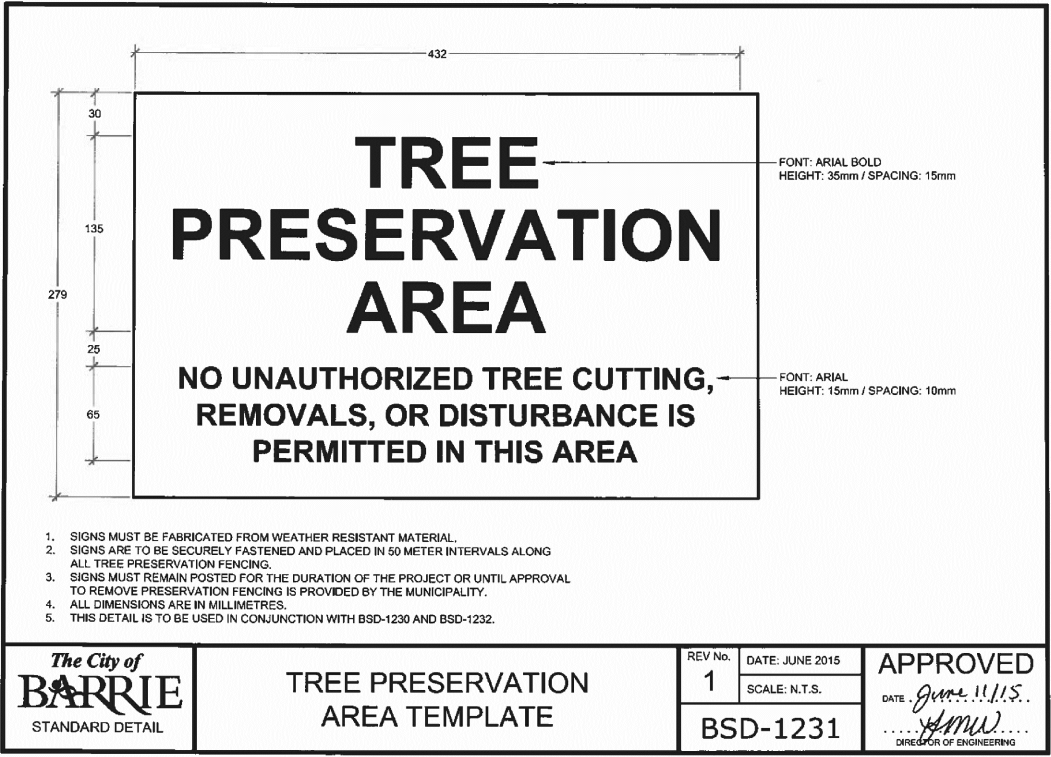 432
30
TREE
FONT: ARIAL BOLD
HEIGHT: 35mm / SPACING: 15mm
135
PRESERVATION
279
AREA
25
NO UNAUTHORIZED TREE CUTTING,
FONT: ARIAL
HEIGHT: 15mm / SPACING: 10mm
65
REMOVALS, OR DISTURBANCE IS
PERMITTED IN THIS AREA
1. SIGNS MUST BE FABRICATED FROM WEATHER RESISTANT MATERIAL.
2. SIGNS ARE TO BE SECURELY FASTENED AND PLACED IN 50 METER INTERVALS ALONG
ALL TREE PRESERVATION FENCING.
3. SIGNS MUST REMAIN POSTED FOR THE DURATION OF THE PROJECT OR UNTIL APPROVAL
TO REMOVE PRESERVATION FENCING IS PROVIDED BY THE MUNICIPALITY.
4. ALL DIMENSIONS ARE IN MILLIMETRES.
5. THIS DETAIL IS TO BE USED IN CONJUNCTION WITH BSD-1230 AND BSD-1232.
The City of
BARRIE
STANDARD DETAIL
TREE PRESERVATION
AREA TEMPLATE
REV No.
1
DATE: JUNE 2015
SCALE: N.T.S.
BSD-1231
APPROVED
DATE. June 11/15
DIRECTOR OF ENGINEERING